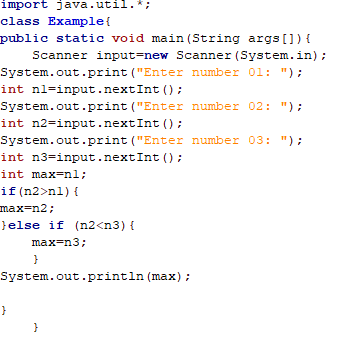 import java.util.*;
class Example{
public static void main(String args[]){
    Scanner input=new Scanner(System.in);
System.out.print("Enter number 01: ");
int n1=input.nextInt();
System.out.print("Enter number 02: ");
int n2=input.nextInt();
System.out.print("Enter number 03: ");
int n3=input.nextInt();
int max=n1;
if(n2>n1){
max=n2;
}else if (n2<n3){
    max=n3;
    }
System.out.println(max);
}
    }